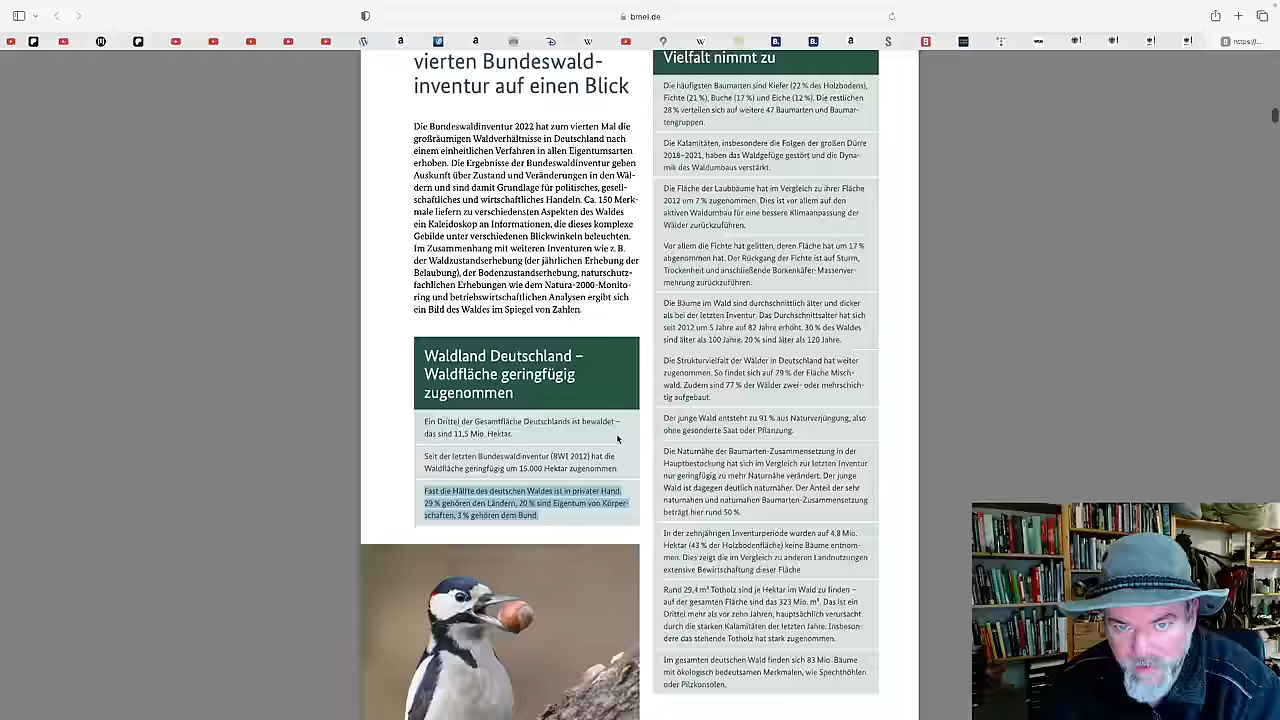 bmel.de
https://...
vierten Bundeswald-
inventur auf einen Blick
Die Bundeswaldinventur 2022 hat zum vierten Mal die
großräumigen Waldverhältnisse in Deutschland nach
einem einheitlichen Verfahren in allen Eigentumsarten
erhoben. Die Ergebnisse der Bundeswaldinventur geben
Auskunft über Zustand und Veränderungen in den Wäl-
dern und sind damit Grundlage für politisches, gesell-
schaftliches und wirtschaftliches Handeln. Ca. 150 Merk-
male liefern zu verschiedensten Aspekten des Waldes
ein Kaleidoskop an Informationen, die dieses komplexe
Gebilde unter verschiedenen Blickwinkeln beleuchten.
Im Zusammenhang mit weiteren Inventuren wie z. B.
der Waldzustandserhebung (der jährlichen Erhebung der
Belaubung), der Bodenzustandserhebung, naturschutz-
fachlichen Erhebungen wie dem Natura-2000-Monito-
ring und betriebswirtschaftlichen Analysen ergibt sich
ein Bild des Waldes im Spiegel von Zahlen.
Waldland Deutschland –
Waldfläche geringfügig
zugenommen
Ein Drittel der Gesamtfläche Deutschlands ist bewaldet –
das sind 11,5 Mio. Hektar.
Seit der letzten Bundeswaldinventur (BWI 2012) hat die
Waldfläche geringfügig um 15.000 Hektar zugenommen.
Fast die Hälfte des deutschen Waldes ist in privater Hand,
29 % gehören den Ländern, 20 % sind Eigentum von Körper-
schaften, 3 % gehören dem Bund.
Vielfalt nimmt zu
Die häufigsten Baumarten sind Kiefer (22 % des Holzbodens),
Fichte (21 %), Buche (17 %) und Eiche (12 %). Die restlichen
28 % verteilen sich auf weitere 47 Baumarten und Baumar-
tengruppen.
Die Kalamitäten, insbesondere die Folgen der großen Dürre
2018–2021, haben das Waldgefüge gestört und die Dyna-
mik des Waldumbaus verstärkt.
Die Fläche der Laubbäume hat im Vergleich zu ihrer Fläche
2012 um 7 % zugenommen. Dies ist vor allem auf den
aktiven Waldumbau für eine bessere Klimaanpassung der
Wälder zurückzuführen.
Vor allem die Fichte hat gelitten, deren Fläche hat um 17 %
abgenommen hat. Der Rückgang der Fichte ist auf Sturm,
Trockenheit und anschließende Borkenkäfer-Massenver-
mehrung zurückzuführen.
Die Bäume im Wald sind durchschnittlich älter und dicker
als bei der letzten Inventur. Das Durchschnittsalter hat sich
seit 2012 um 5 Jahre auf 82 Jahre erhöht. 30 % des Waldes
sind älter als 100 Jahre, 20 % sind älter als 120 Jahre.
Die Strukturvielfalt der Wälder in Deutschland hat weiter
zugenommen. So findet sich auf 79 % der Fläche Misch-
wald. Zudem sind 77 % der Wälder zwei- oder mehrschich-
tig aufgebaut.
Der junge Wald entsteht zu 91 % aus Naturverjüngung, also
ohne gesonderte Saat oder Pflanzung.
Die Naturnähe der Baumarten-Zusammensetzung in der
Hauptbestockung hat sich im Vergleich zur letzten Inventur
nur geringfügig zu mehr Naturnähe verändert. Der junge
Wald ist dagegen deutlich naturnäher. Der Anteil der sehr
naturnahen und naturnahen Baumarten-Zusammensetzung
beträgt hier rund 50 %.
In der zehnjährigen Inventurperiode wurden auf 4,8 Mio.
Hektar (43 % der Holzbodenfläche) keine Bäume entnom-
men. Dies zeigt die im Vergleich zu anderen Landnutzungen
extensive Bewirtschaftung dieser Fläche
Rund 29,4 m³ Totholz sind je Hektar im Wald zu finden –
auf der gesamten Fläche sind das 323 Mio. m³. Das ist ein
Drittel mehr als vor zehn Jahren, hauptsächlich verursacht
durch die starken Kalamitäten der letzten Jahre. Insbeson-
dere das stehende Totholz hat stark zugenommen.
Im gesamten deutschen Wald finden sich 83 Mio. Bäume
mit ökologisch bedeutsamen Merkmalen, wie Spechthöhlen
oder Pilzkonsolen.